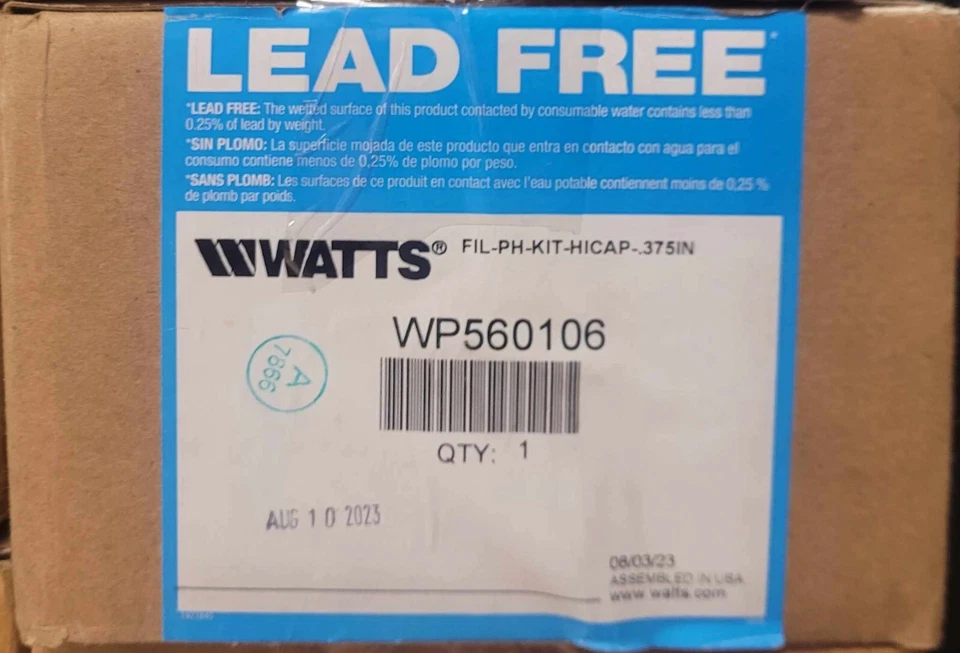 LEAD FREE*
*LEAD FREE: The wetted surface of this product contacted by consumable water contains less than
0.25% of lead by weight.
*SIN PLOMO: La superficie mojada de este producto que entra en contacto con agua para el
consumo contiene menos de 0,25% de plomo por peso.
*SANS PLOMB: Les surfaces de ce produit en contact avec l'eau potable contiennent moins de 0,25 %
de plomb par poids.
WATTS® FIL-PH-KIT-HICAP-.375IN
WP560106
A
7666
QTY: 1
AUG 10 2023
08/03/23
ASSEMBLED IN USA
www.watts.com